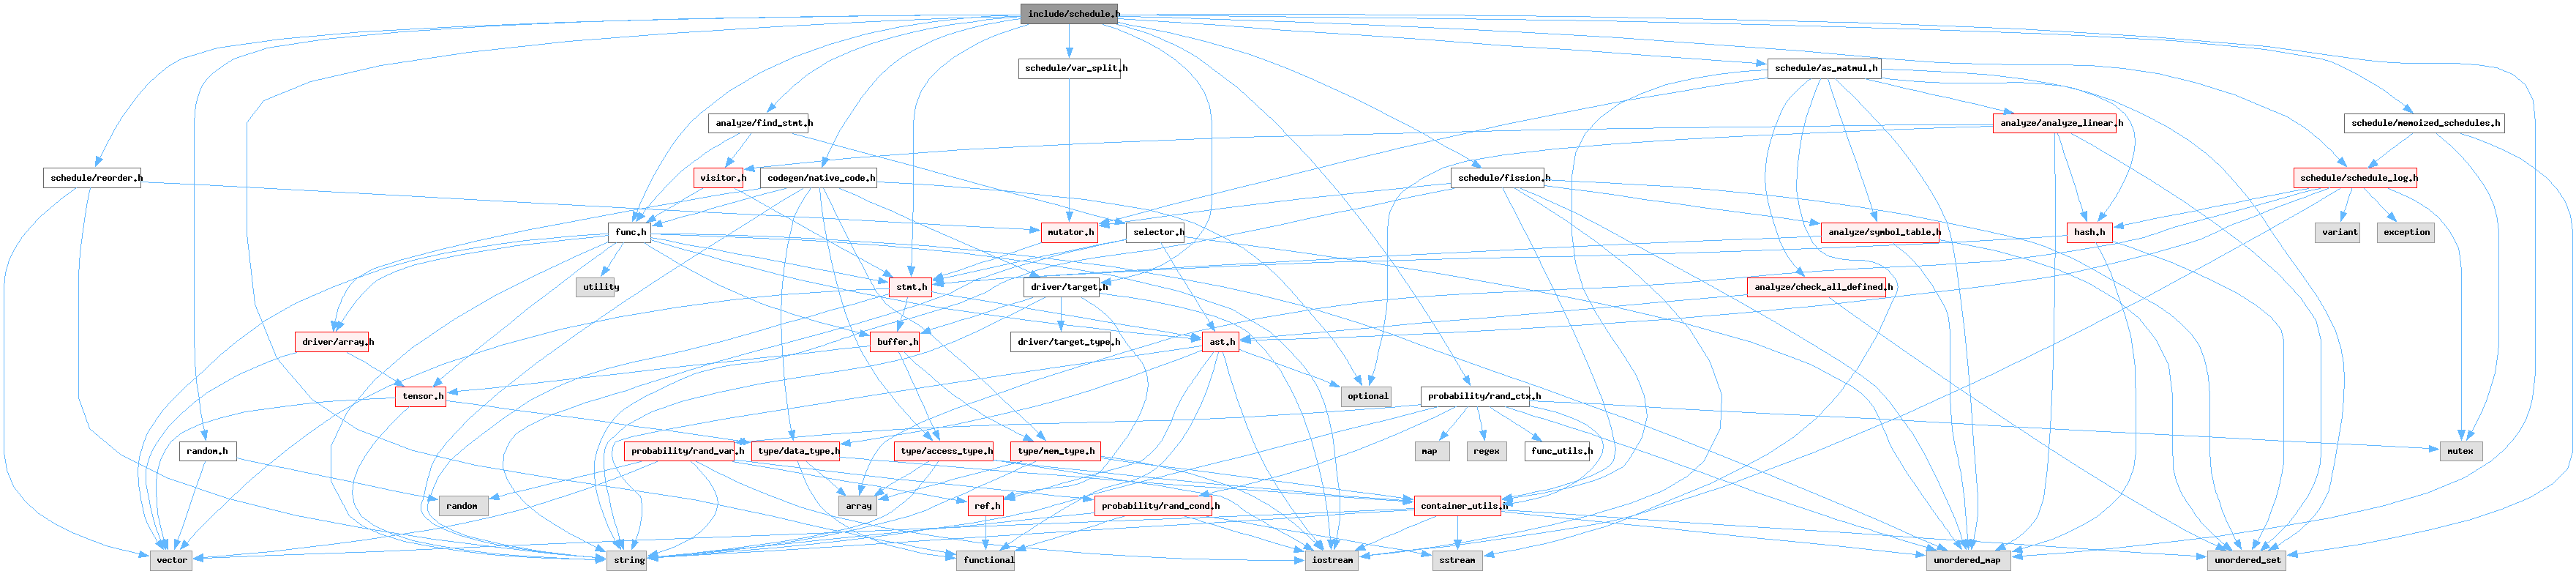 include/schedule.h
schedule/var_split.h
schedule/as_matmul.h
analyze/find_stmt.h
analyze/analyze_linear.h
schedule/memoized_schedules.h
schedule/reorder.h
visitor.h
codegen/native_code.h
schedule/fission.h
schedule/schedule_log.h
func.h
mutator.h
selector.h
analyze/symbol_table.h
hash.h
variant
exception
utility
stmt.h
driver/target.h
analyze/check_all_defined.h
driver/array.h
buffer.h
driver/target_type.h
ast.h
tensor.h
optional
probability/rand_ctx.h
random.h
probability/rand_var.h
type/data_type.h
type/access_type.h
type/mem_type.h
map
regex
func_utils.h
mutex
random
array
ref.h
probability/rand_cond.h
container_utils.h
vector
string
functional
iostream
sstream
unordered_map
unordered_set